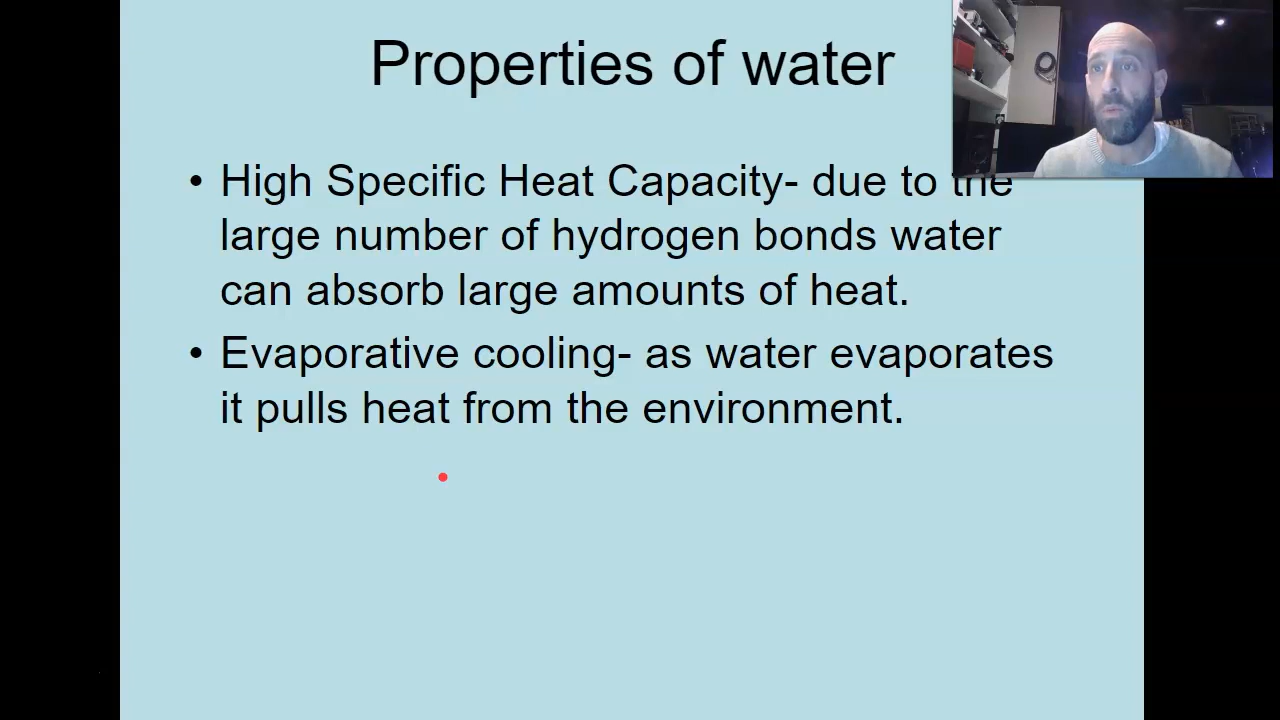 Properties of water
• High Specific Heat Capacity- due to the
large number of hydrogen bonds water
can absorb large amounts of heat.
• Evaporative cooling- as water evaporates
it pulls heat from the environment.